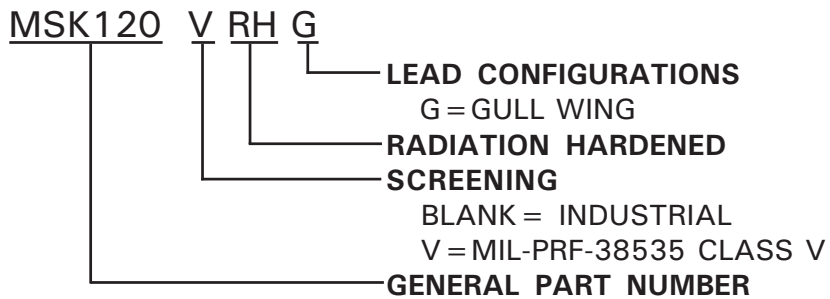 MSK120 V RH G
LEAD CONFIGURATIONS
G=GULL WING
RADIATION HARDENED
SCREENING
BLANK= INDUSTRIAL
V=MIL-PRF-38535 CLASS V
GENERAL PART NUMBER